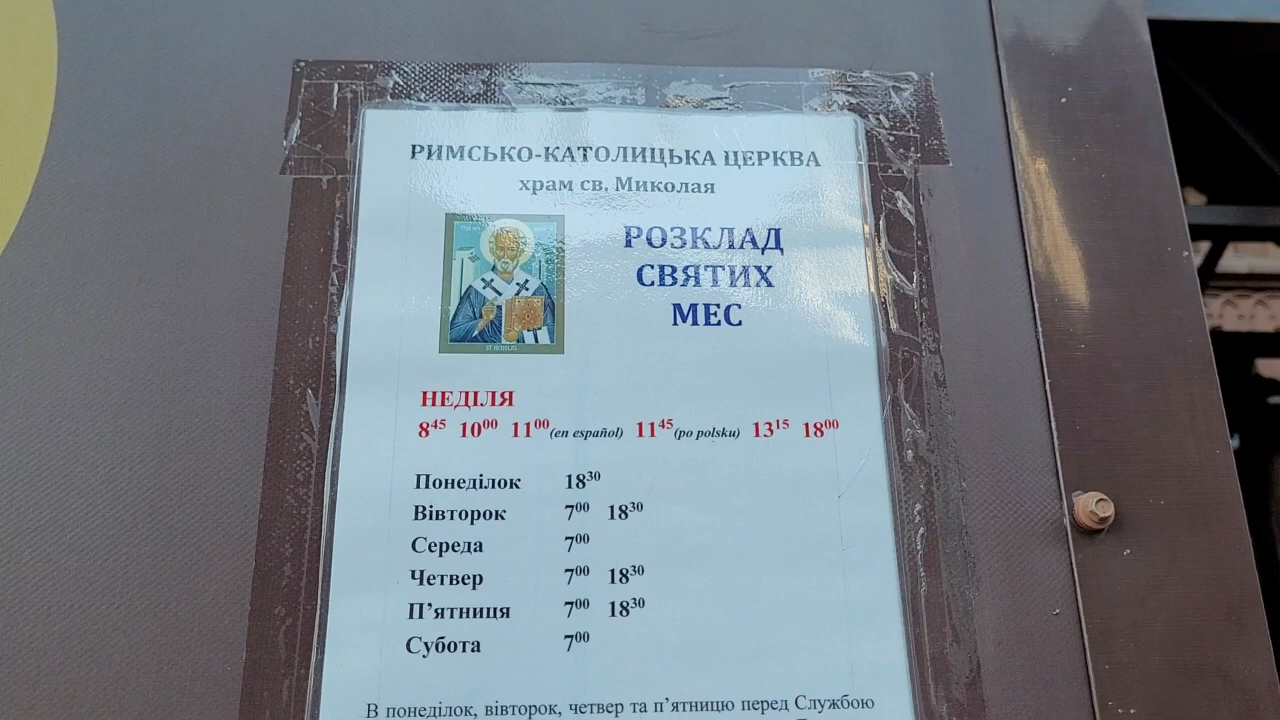 РИМСЬКО-КАТОЛИЦЬКА ЦЕРКВА
храм св. Миколая
РОЗКЛАД
СВЯТИХ
МЕС
НЕДІЛЯ
8⁴⁵ 10⁰⁰ 11⁰⁰ (en español) 11⁴⁵ (po polsku) 13¹⁵ 18⁰⁰
Понеділок 18³⁰
Вівторок 7⁰⁰ 18³⁰
Середа 7⁰⁰
Четвер 7⁰⁰ 18³⁰
П’ятниця 7⁰⁰ 18³⁰
Субота 7⁰⁰
В понеділок, вівторок, четвер та п’ятницю перед Службою